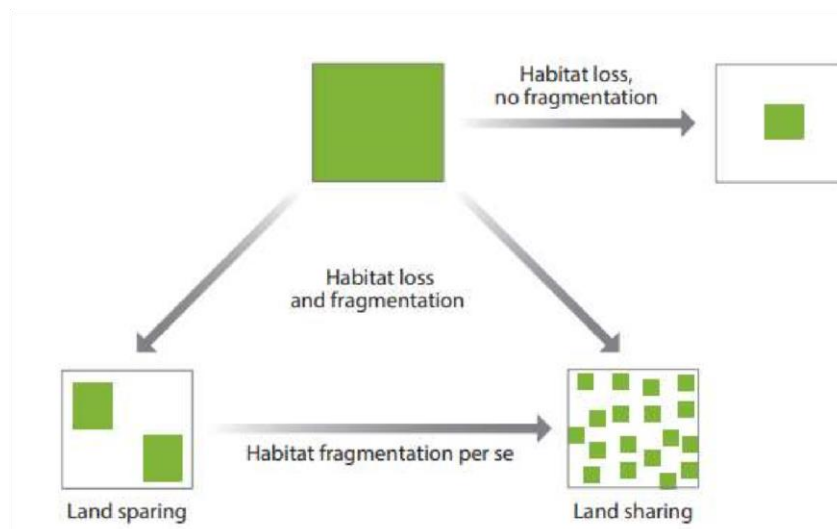 Habitat loss,
no fragmentation
Habitat loss
and fragmentation
Habitat fragmentation per se
Land sparing
Land sharing